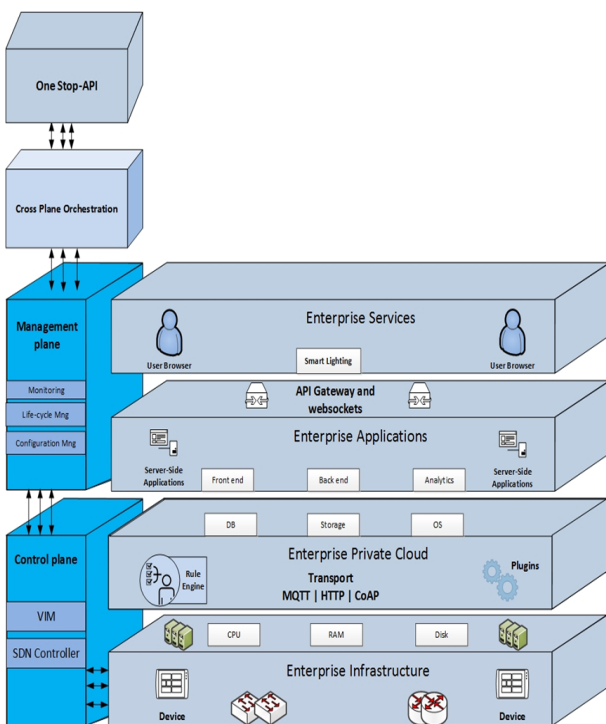 One Stop-API
Cross Plane Orchestration
Management
plane
Monitoring
Life-cycle Mng
Configuration Mng
Enterprise Services
User Browser
Smart Lighting
User Browser
API Gateway and
websockets
Enterprise Applications
Server-Side
Applications
Front end
Back end
Analytics
Server-Side
Applications
Control plane
VIM
SDN Controller
DB
Storage
OS
Enterprise Private Cloud
Rule
Engine
Transport
MQTT | HTTP | CoAP
Plugins
CPU
RAM
Disk
Enterprise Infrastructure
Device
Device